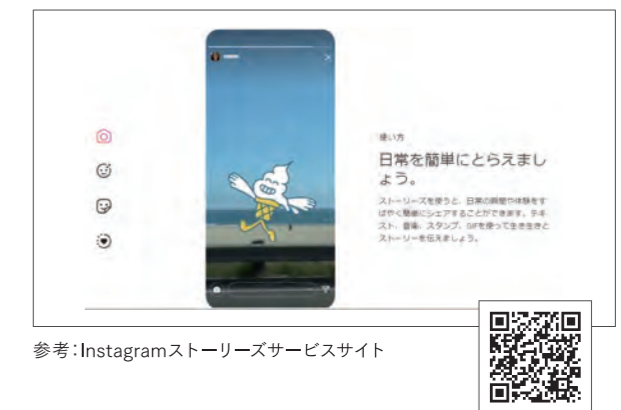 使い方
日常を簡単にとらえまし
ょう。
ストーリーズを使うと、日常の瞬間や体験をす
ばやく簡単にシェアすることができます。テキ
スト、音楽、スタンプ、GIFを使って生き生きと
ストーリーを伝えましょう。
参考：Instagramストーリーズサービスサイト